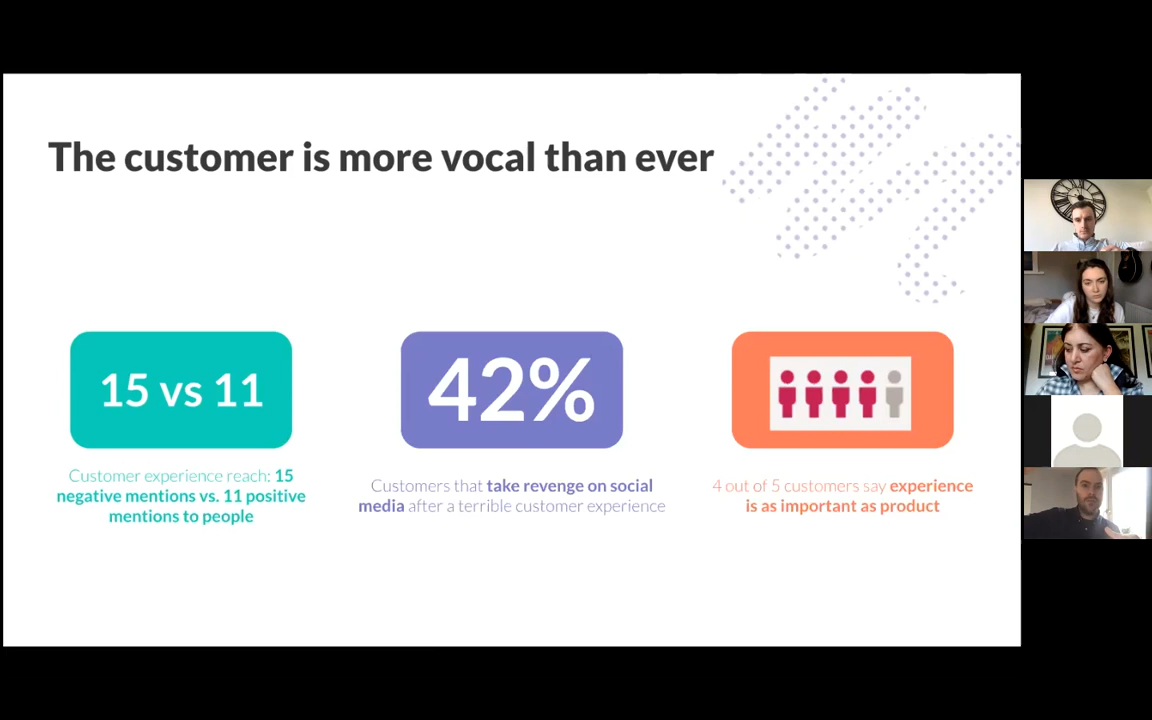 The customer is more vocal than ever
15 vs 11
42%
Customer experience reach: 15
negative mentions vs. 11 positive
mentions to people
Customers that take revenge on social
media after a terrible customer experience
4 out of 5 customers say experience
is as important as product